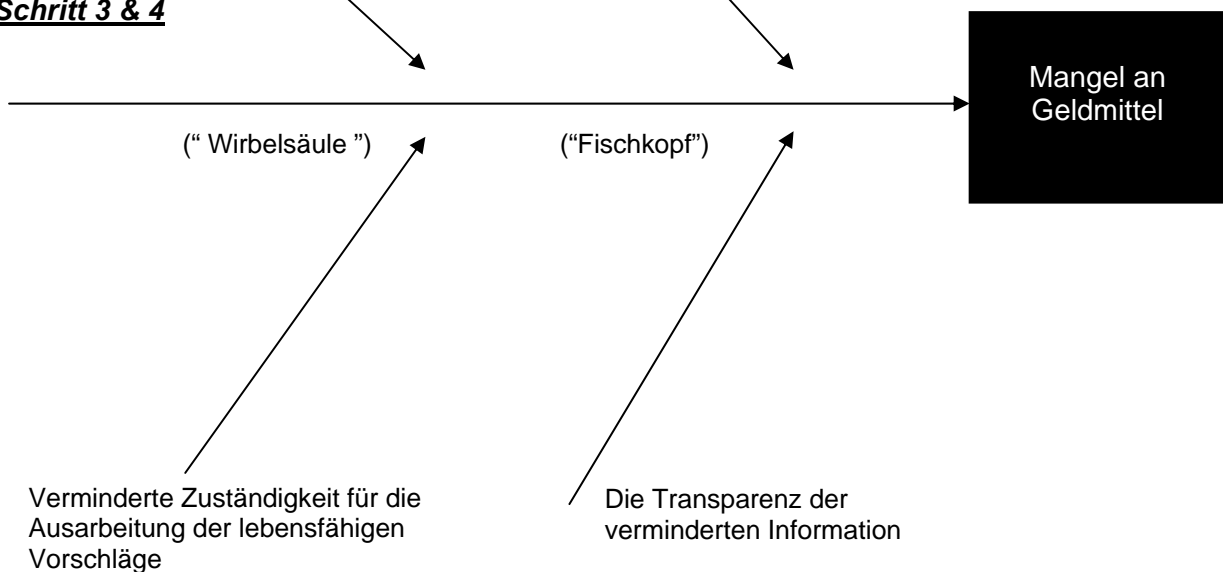 Schritt 3 & 4
Mangel an
Geldmittel
(“ Wirbelsäule ”)
(“Fischkopf”)
Verminderte Zuständigkeit für die
Ausarbeitung der lebensfähigen
Vorschläge
Die Transparenz der
verminderten Information